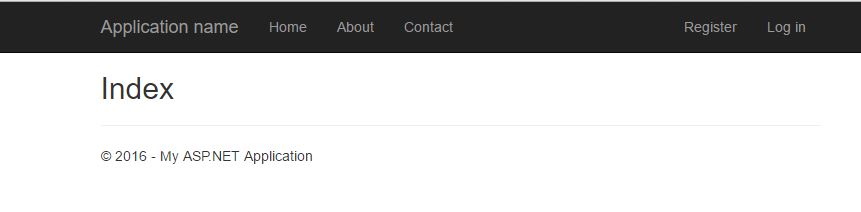 Application name Home About Contact Register Log in
Index
© 2016 - My ASP.NET Application